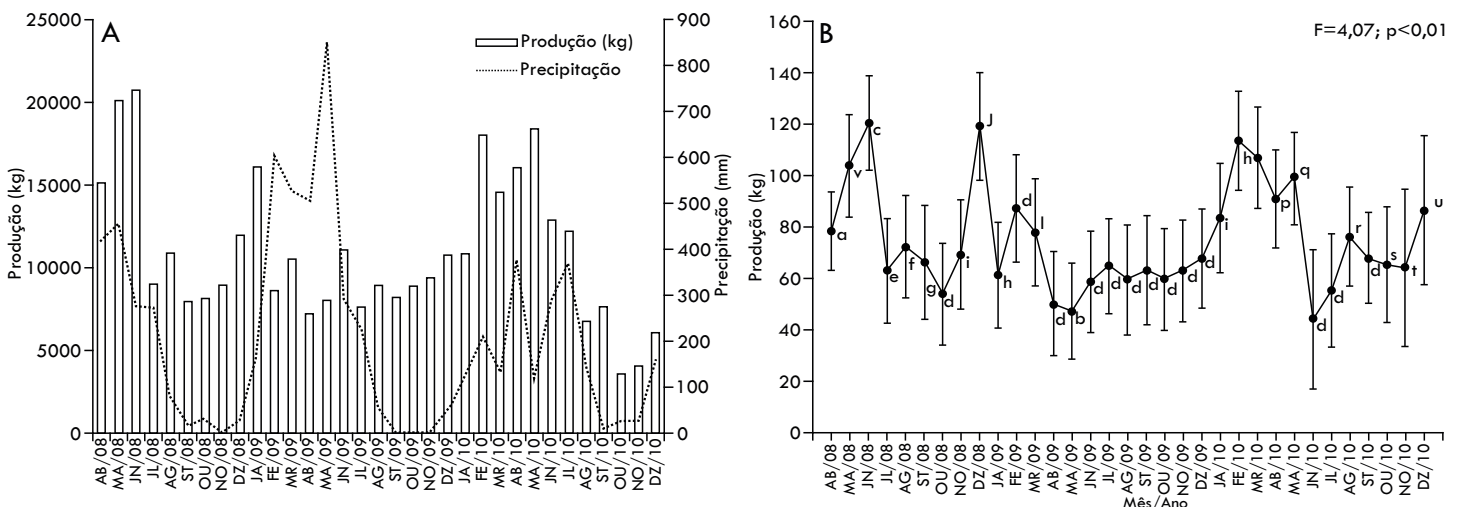 A
Produção (kg)
Precipitação
25000
20000
15000
10000
5000
0
Produção (kg)
900
800
700
600
500
400
300
200
100
0
Precipitação (mm)
AB/08 MA/08 JN/08 JL/08 AG/08 ST/08 OU/08 NO/08 DZ/08 JA/09 FE/09 MR/09 AB/09 MA/09 JN/09 JL/09 AG/09 ST/09 OU/09 NO/09 DZ/09 JA/10 FE/10 MR/10 AB/10 MA/10 JN/10 JL/10 AG/10 ST/10 OU/10 NO/10 DZ/10
B
F=4,07; p<0,01
160
140
120
100
80
60
40
20
0
Produção (kg)
a v c e f g d i J h d l d b d d d d d d d i h p q d d r d s t u
AB/08 MA/08 JN/08 JL/08 AG/08 ST/08 OU/08 NO/08 DZ/08 JA/09 FE/09 MR/09 AB/09 MA/09 JN/09 JL/09 AG/09 ST/09 OU/09 NO/09 DZ/09 JA/10 FE/10 MR/10 AB/10 MA/10 JN/10 JL/10 AG/10 ST/10 OU/10 NO/10 DZ/10
Mês/Ano